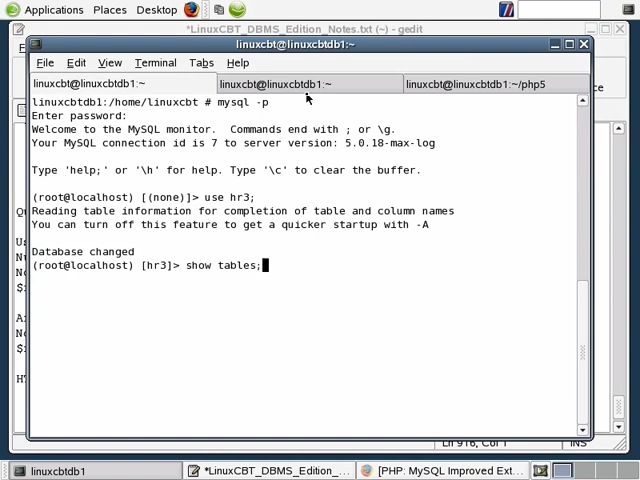 Applications Places Desktop
*LinuxCBT_DBMS_Edition_Notes.txt (~) - gedit
linuxcbt@linuxcbtdb1:~
File Edit View Terminal Tabs Help
linuxcbt@linuxcbtdb1:~ linuxcbt@linuxcbtdb1:~ linuxcbt@linuxcbtdb1:~/php5
linuxcbtdb1:/home/linuxcbt # mysql -p
Enter password:
Welcome to the MySQL monitor.  Commands end with ; or \g.
Your MySQL connection id is 7 to server version: 5.0.18-max-log
Type 'help;' or '\h' for help. Type '\c' to clear the buffer.
(root@localhost) [(none)]> use hr3;
Reading table information for completion of table and column names
You can turn off this feature to get a quicker startup with -A
Database changed
(root@localhost) [hr3]> show tables;
Ln 916, Col 1 INS
linuxcbtdb1 *LinuxCBT_DBMS_Edition_... [PHP: MySQL Improved Ext...